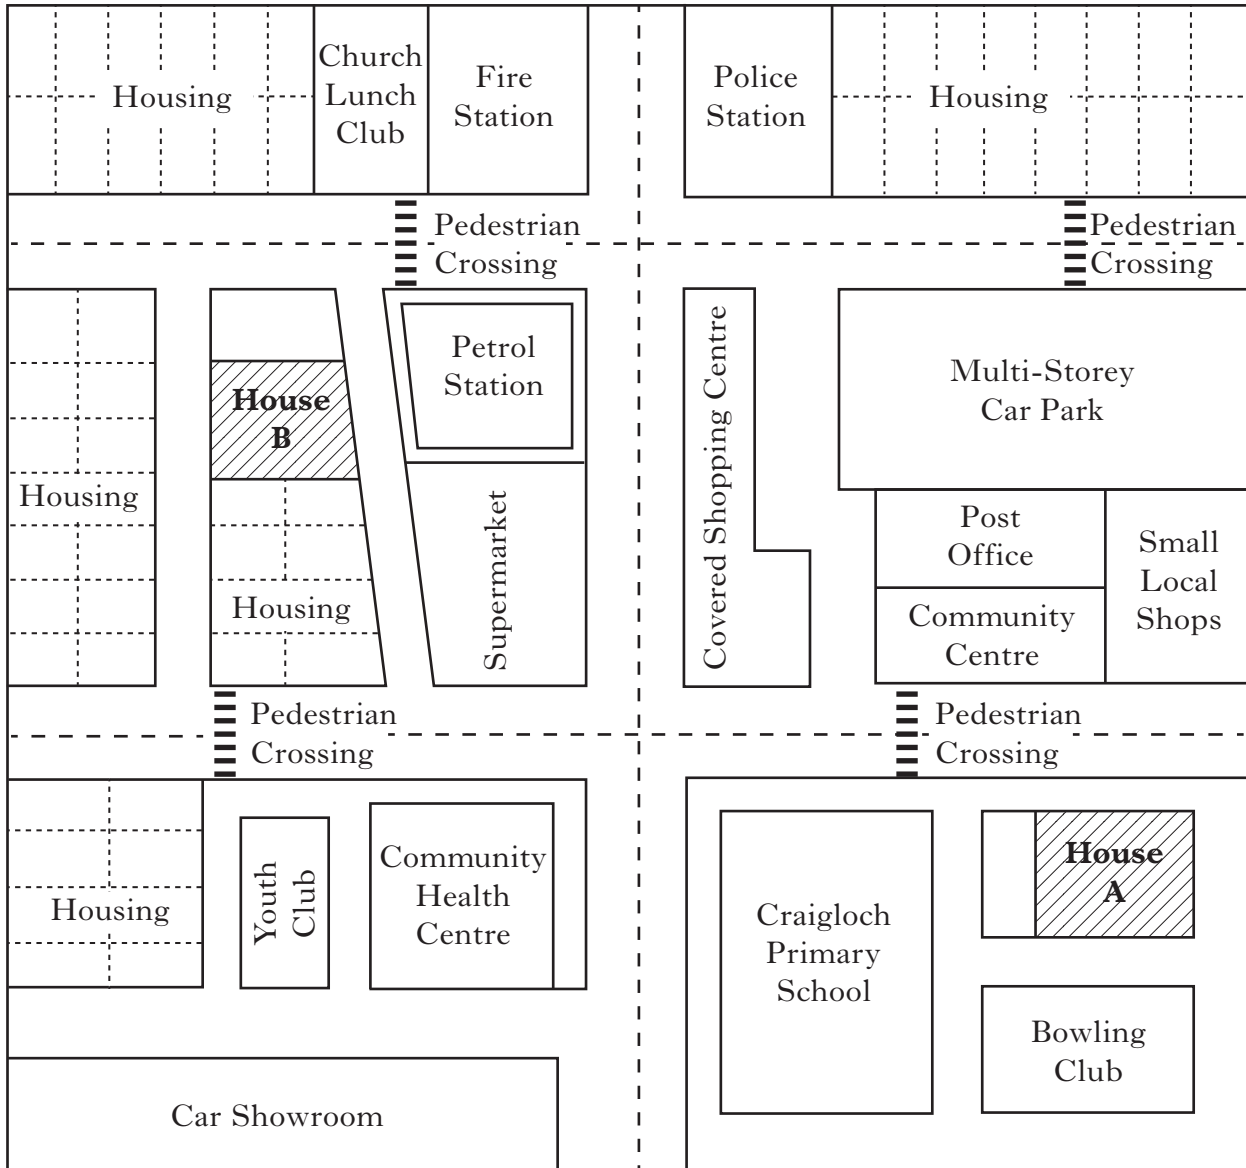 Housing
Church
Lunch
Club
Fire
Station
Police
Station
Housing
Pedestrian
Crossing
Pedestrian
Crossing
Housing
House
B
Housing
Petrol
Station
Supermarket
Covered Shopping Centre
Multi-Storey
Car Park
Post
Office
Community
Centre
Small
Local
Shops
Pedestrian
Crossing
Pedestrian
Crossing
Housing
Youth
Club
Community
Health
Centre
Craigloch
Primary
School
House
A
Bowling
Club
Car Showroom